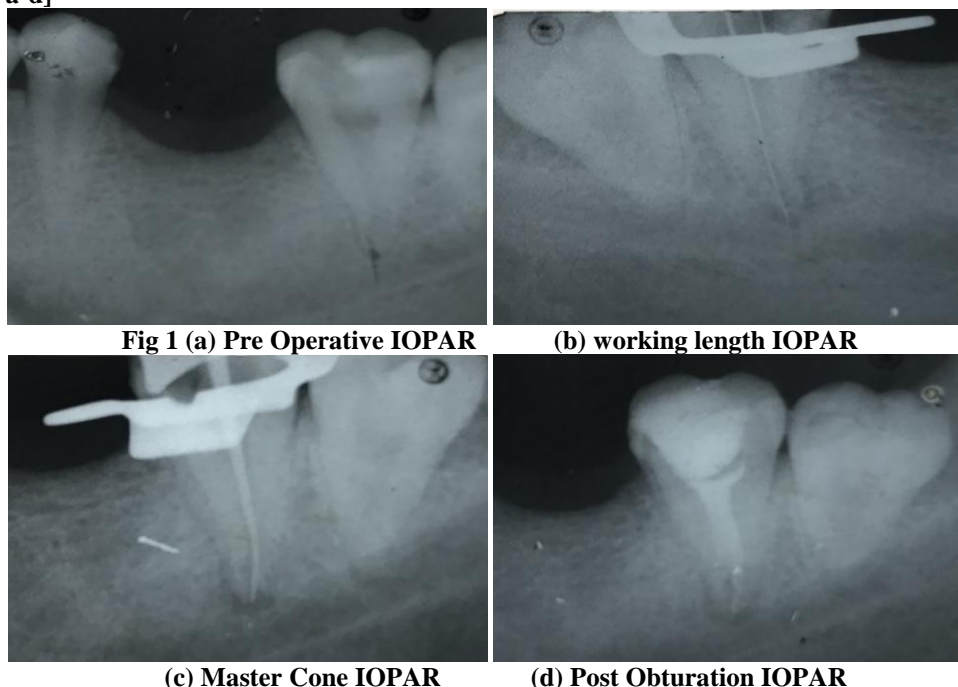 a-d]
Fig 1 (a) Pre Operative IOPAR (b) working length IOPAR
(c) Master Cone IOPAR (d) Post Obturation IOPAR